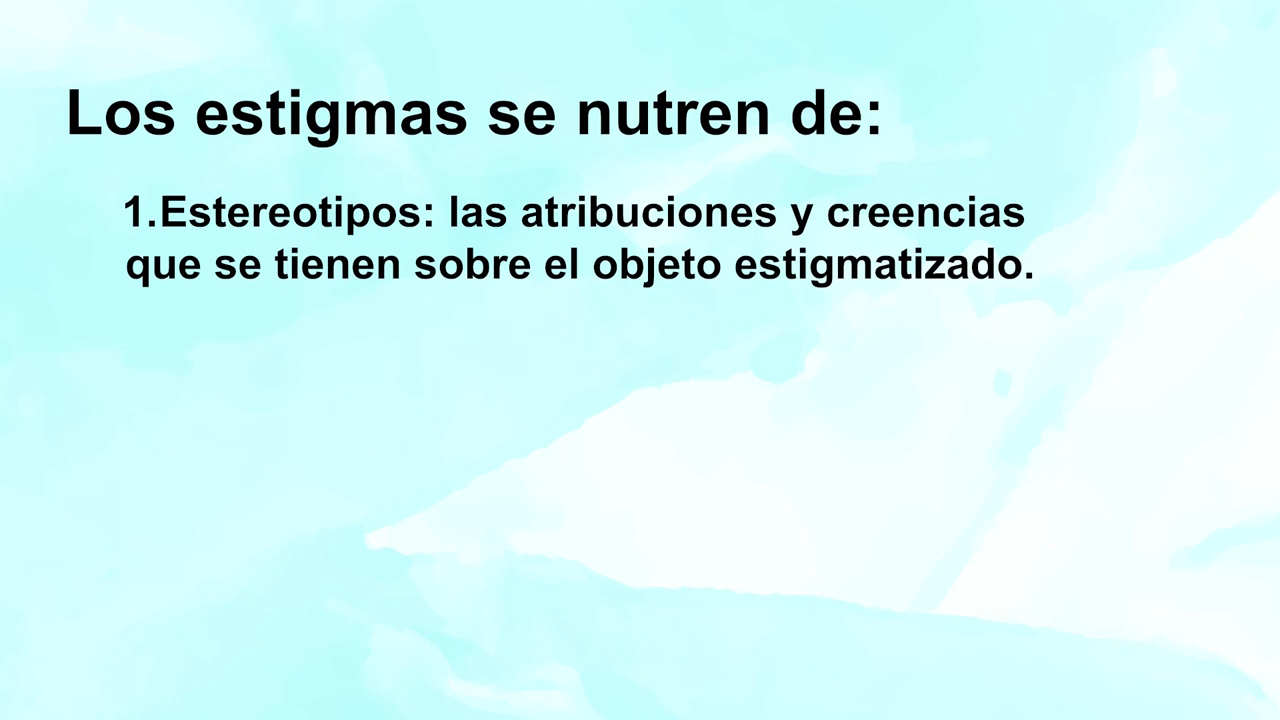 Los estigmas se nutren de:
1.Estereotipos: las atribuciones y creencias
que se tienen sobre el objeto estigmatizado.